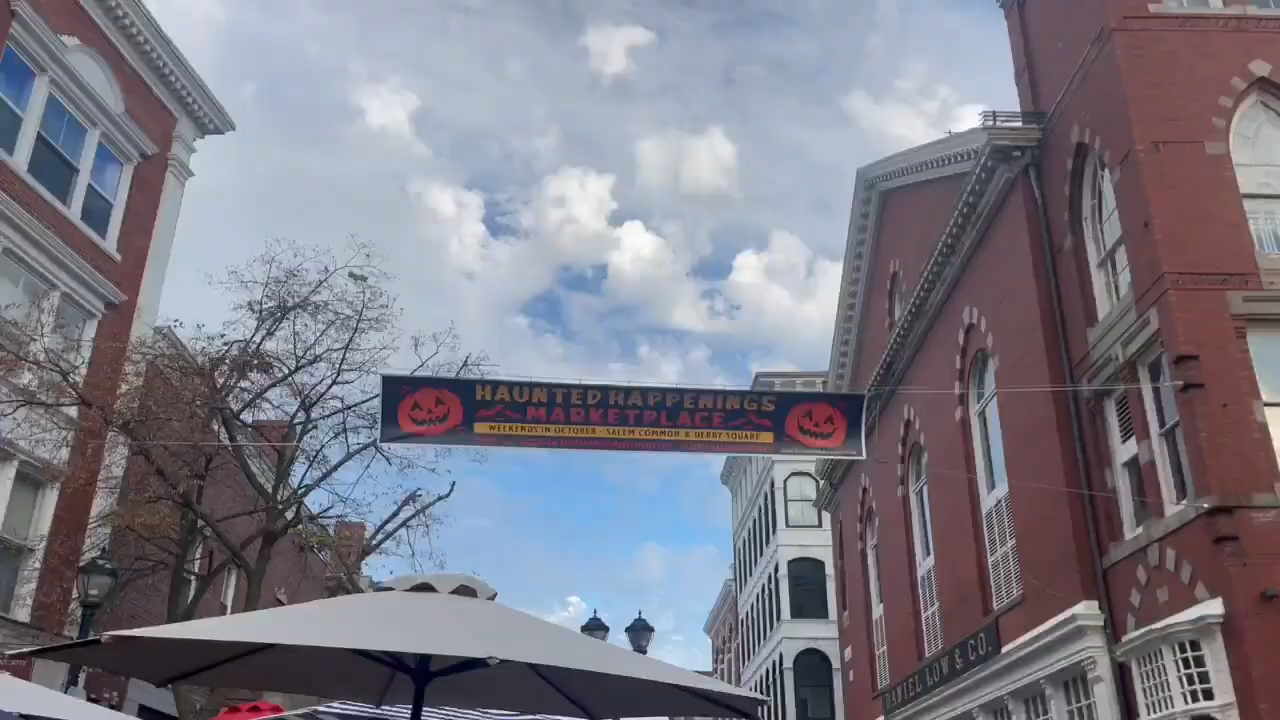 HAUNTED HAPPENINGS
MARKETPLACE
WEEKENDS IN OCTOBER · SALEM COMMON & DERBY SQUARE
DANIEL LOW & CO.